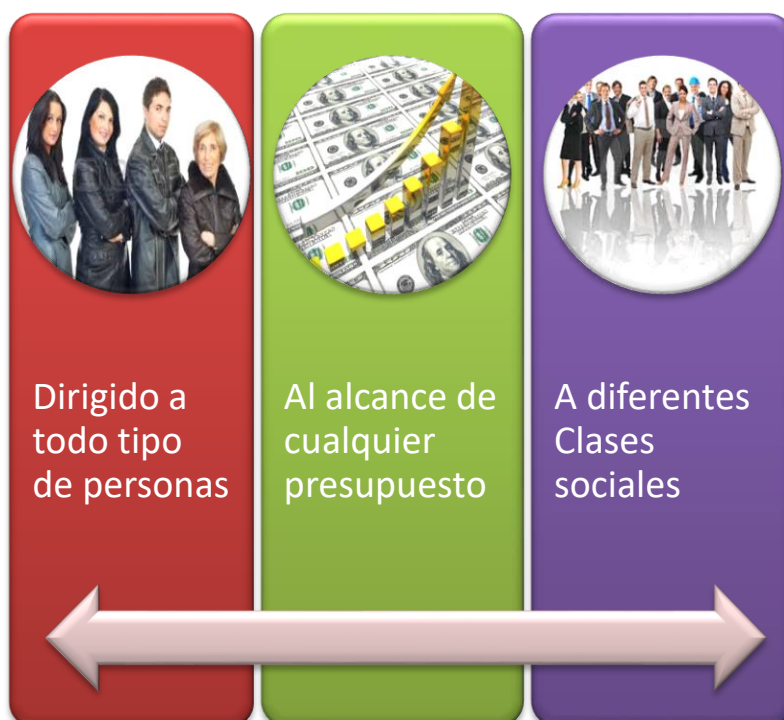 Dirigido a
todo tipo
de personas
Al alcance de
cualquier
presupuesto
A diferentes
Clases
sociales